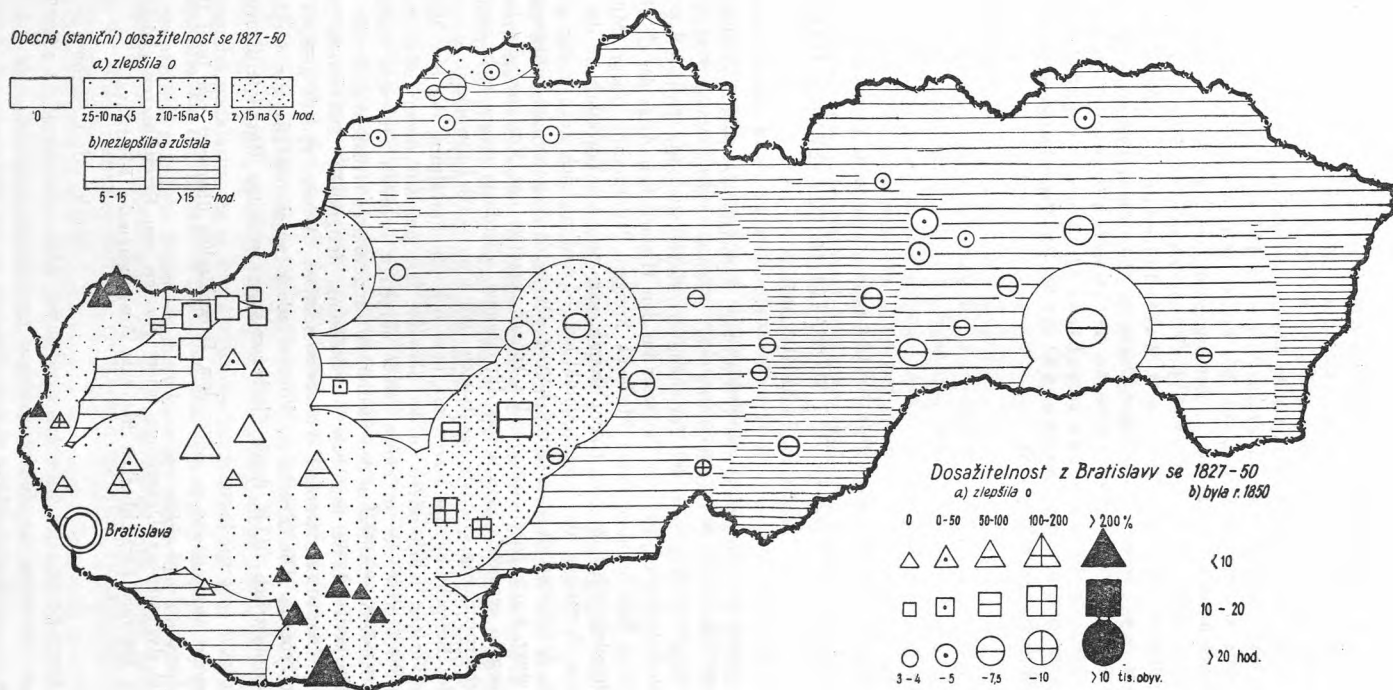 Obecná (staniční) dosažitelnost se 1827-50
a) zlepšila o
0 z 5-10 na <5 z 10-15 na <5 z >15 na <5 hod.
b) nezlepšila a zůstala
5-15 >15 hod.
Bratislava
Dosažitelnost z Bratislavy se 1827-50
a) zlepšila o b) byla r. 1850
0 0-50 50-100 100-200 >200 %
<10
10-20
>20 hod.
3-4 -5 -7,5 -10 >10 tis. obyv.